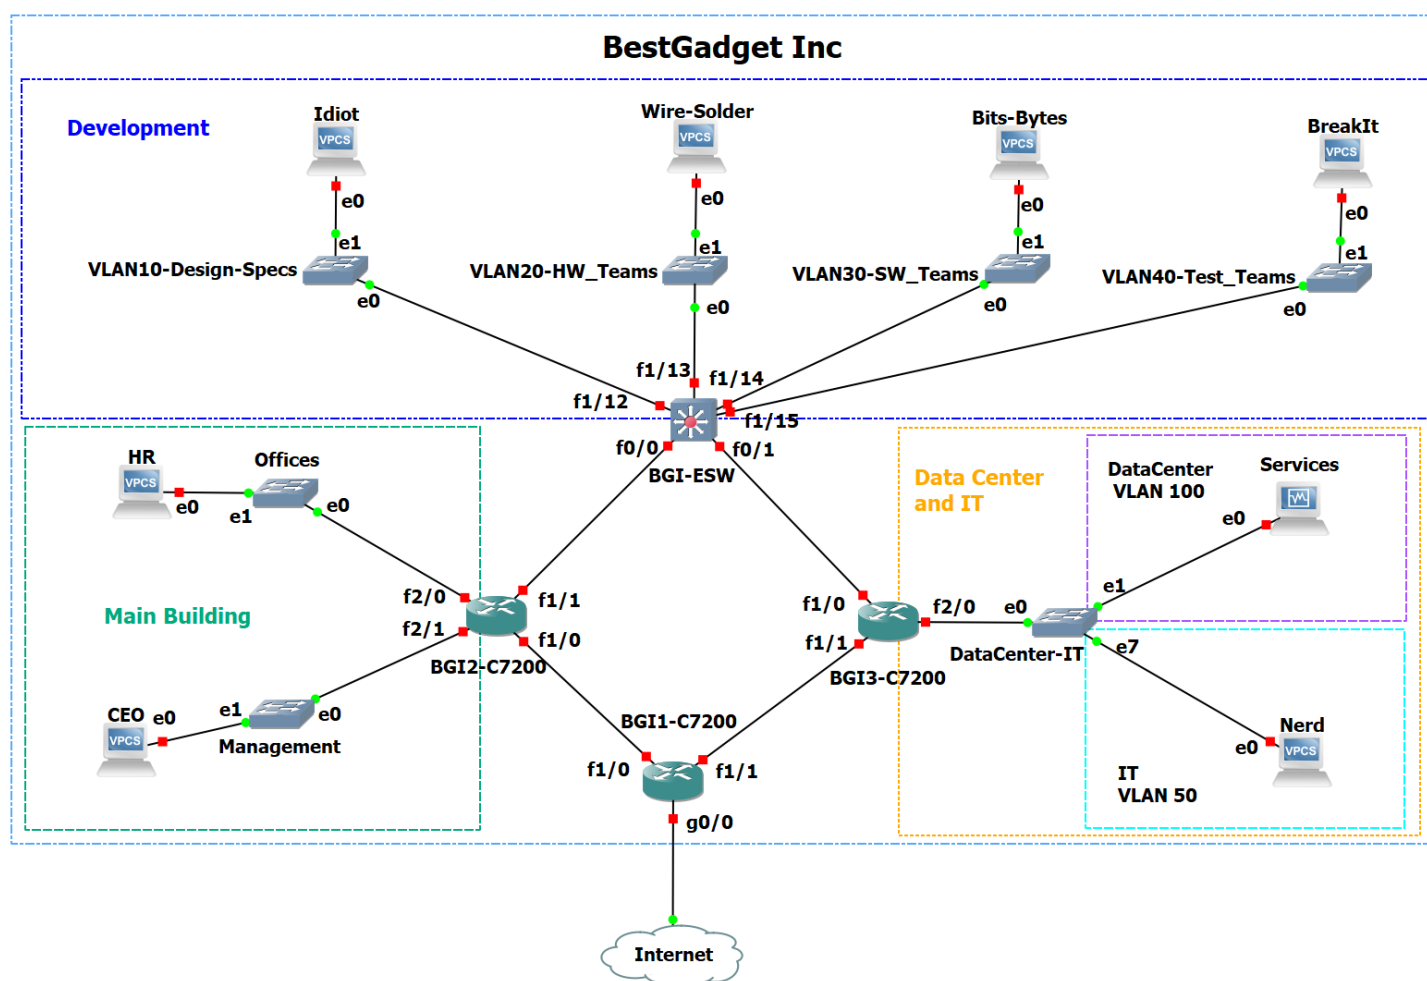 BestGadget Inc
Development
Idiot
VPCS
e0
e1
VLAN10-Design-Specs
e0
Wire-Solder
VPCS
e0
e1
VLAN20-HW_Teams
e0
Bits-Bytes
VPCS
e0
e1
VLAN30-SW_Teams
e0
BreakIt
VPCS
e0
e1
VLAN40-Test_Teams
e0
f1/13
f1/14
f1/12
f1/15
f0/0
f0/1
BGI-ESW
HR
VPCS
e0
Offices
e1
e0
Main Building
f2/0
f1/1
f2/1
f1/0
BGI2-C7200
CEO
VPCS
e0
e1
e0
Management
Data Center
and IT
DataCenter
VLAN 100
Services
e0
e1
f1/0
f2/0
e0
f1/1
BGI3-C7200
DataCenter-IT
e7
Nerd
VPCS
e0
IT
VLAN 50
BGI1-C7200
f1/0
f1/1
g0/0
Internet